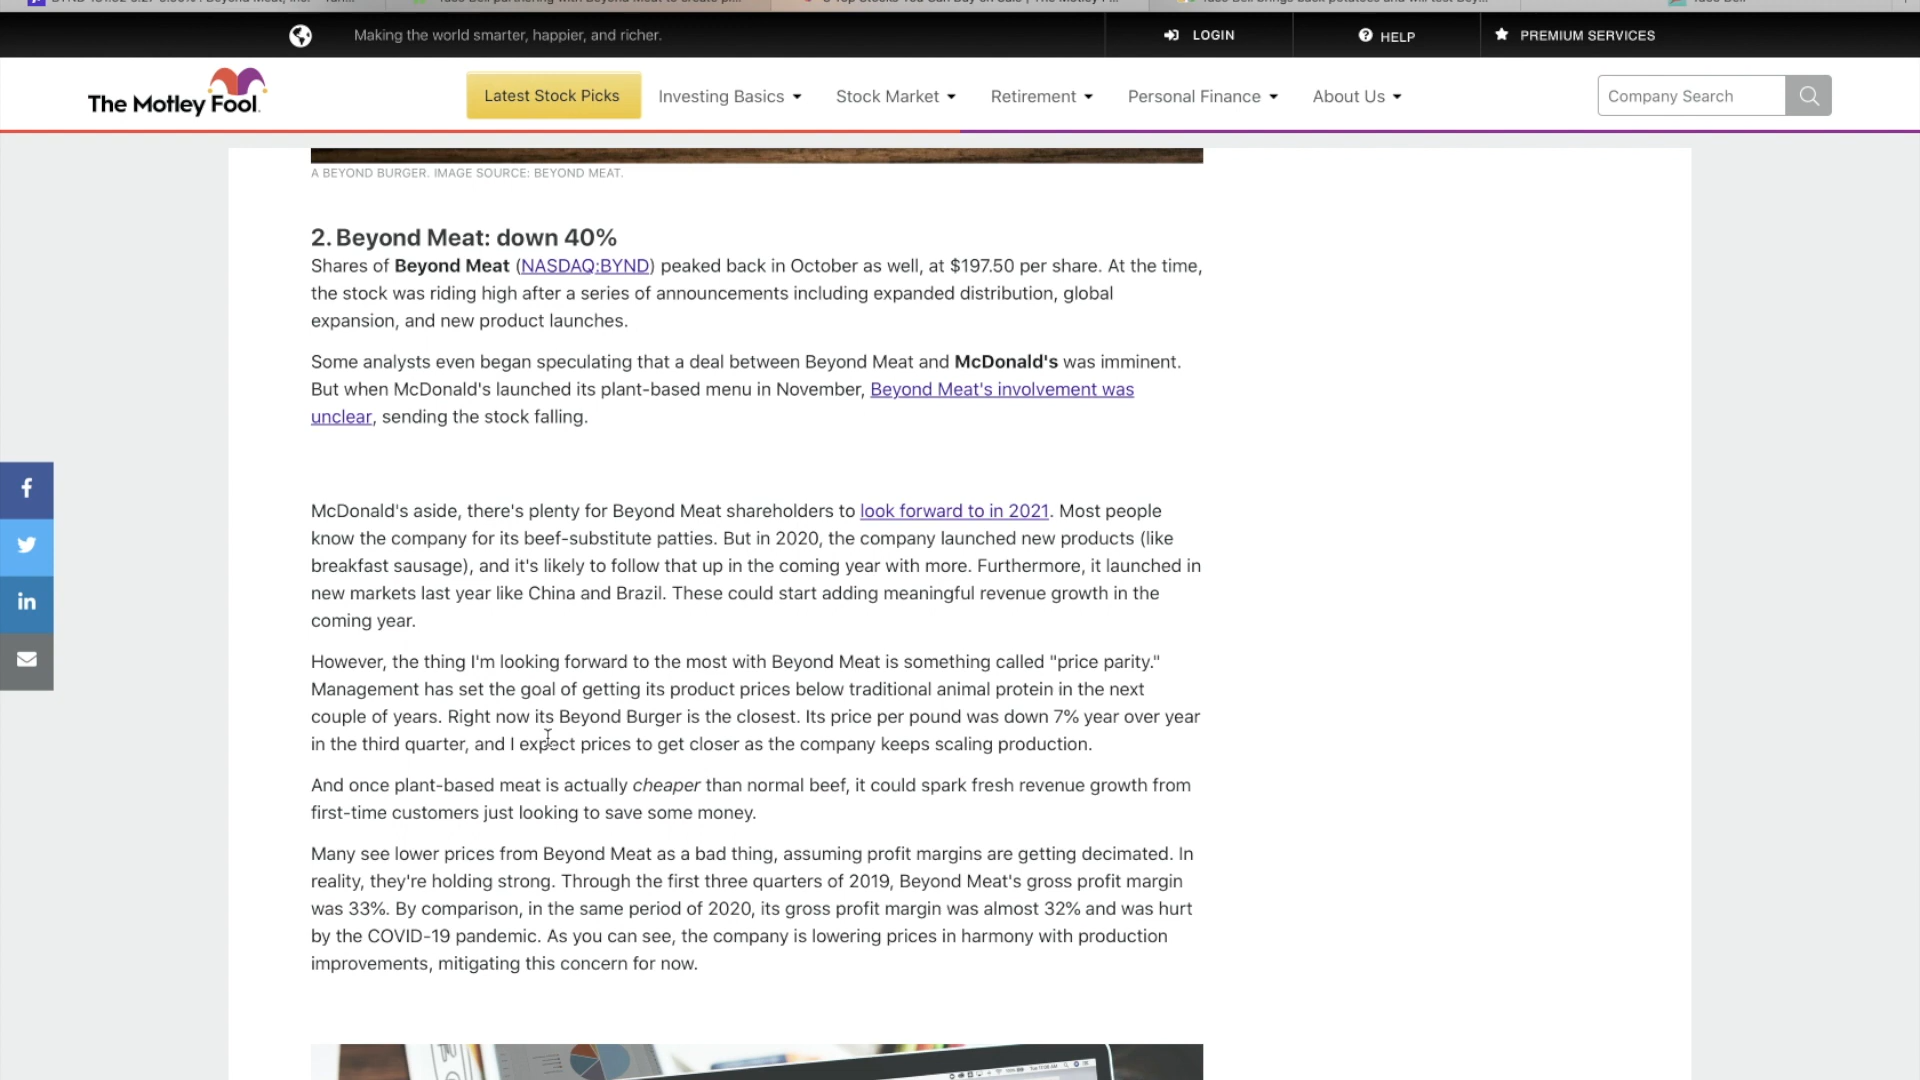 Making the world smarter, happier, and richer.
LOGIN
HELP
PREMIUM SERVICES
The Motley Fool.
Latest Stock Picks
Investing Basics
Stock Market
Retirement
Personal Finance
About Us
Company Search
A BEYOND BURGER. IMAGE SOURCE: BEYOND MEAT.
2. Beyond Meat: down 40%
Shares of Beyond Meat (NASDAQ:BYND) peaked back in October as well, at $197.50 per share. At the time,
the stock was riding high after a series of announcements including expanded distribution, global
expansion, and new product launches.
Some analysts even began speculating that a deal between Beyond Meat and McDonald's was imminent.
But when McDonald's launched its plant-based menu in November, Beyond Meat's involvement was
unclear, sending the stock falling.
McDonald's aside, there's plenty for Beyond Meat shareholders to look forward to in 2021. Most people
know the company for its beef-substitute patties. But in 2020, the company launched new products (like
breakfast sausage), and it's likely to follow that up in the coming year with more. Furthermore, it launched in
new markets last year like China and Brazil. These could start adding meaningful revenue growth in the
coming year.
However, the thing I'm looking forward to the most with Beyond Meat is something called "price parity."
Management has set the goal of getting its product prices below traditional animal protein in the next
couple of years. Right now its Beyond Burger is the closest. Its price per pound was down 7% year over year
in the third quarter, and I expect prices to get closer as the company keeps scaling production.
And once plant-based meat is actually cheaper than normal beef, it could spark fresh revenue growth from
first-time customers just looking to save some money.
Many see lower prices from Beyond Meat as a bad thing, assuming profit margins are getting decimated. In
reality, they're holding strong. Through the first three quarters of 2019, Beyond Meat's gross profit margin
was 33%. By comparison, in the same period of 2020, its gross profit margin was almost 32% and was hurt
by the COVID-19 pandemic. As you can see, the company is lowering prices in harmony with production
improvements, mitigating this concern for now.